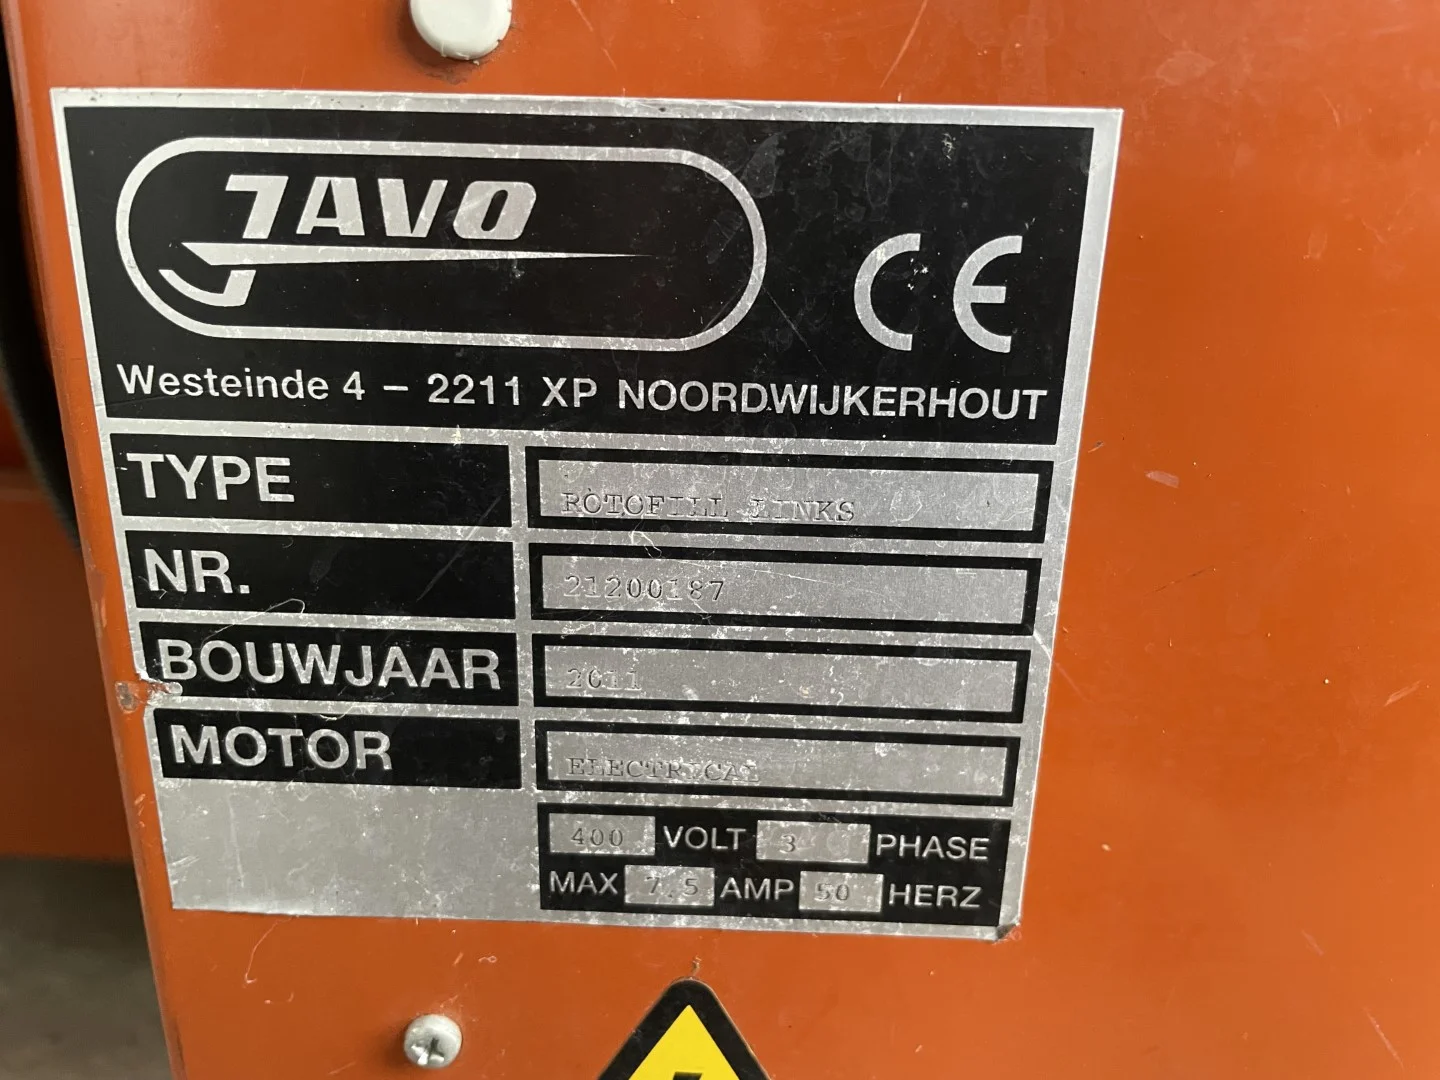 JAVO
CE
Westeinde 4 – 2211 XP NOORDWIJKERHOUT
TYPE ROTOFILL LINKS
NR. 21200187
BOUWJAAR 2011
MOTOR ELECTRICAL
400 VOLT 3 PHASE
MAX 7.5 AMP 50 HERZ